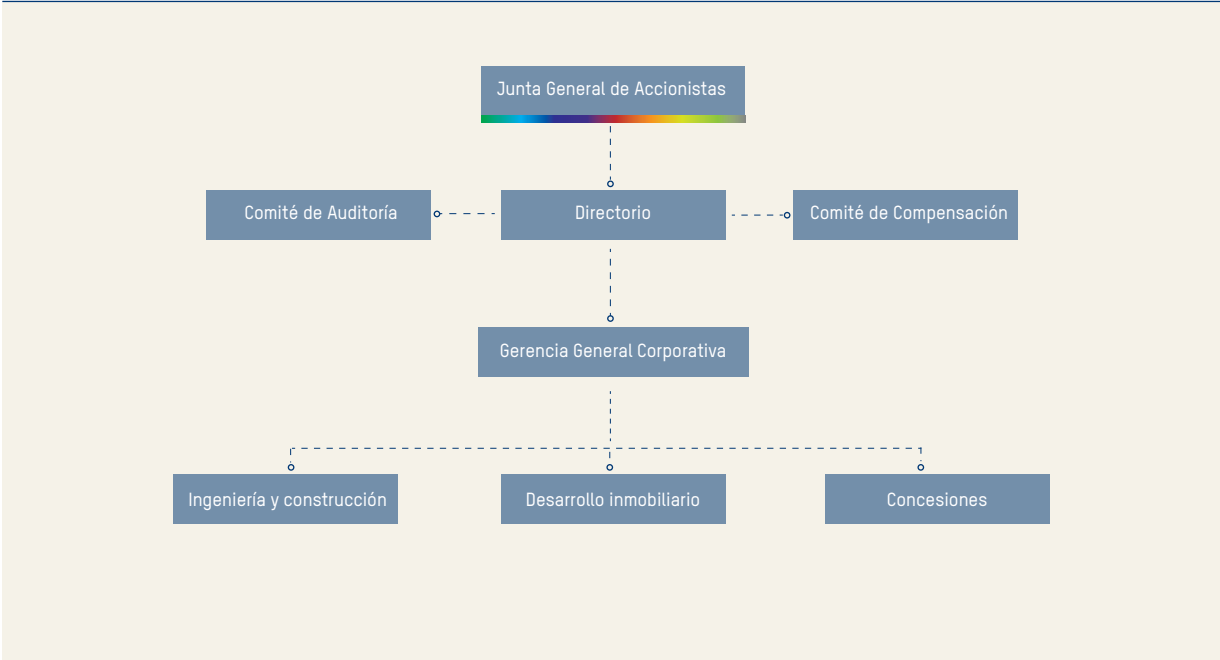 Junta General de Accionistas
Comité de Auditoría
Directorio
Comité de Compensación
Gerencia General Corporativa
Ingeniería y construcción
Desarrollo inmobiliario
Concesiones